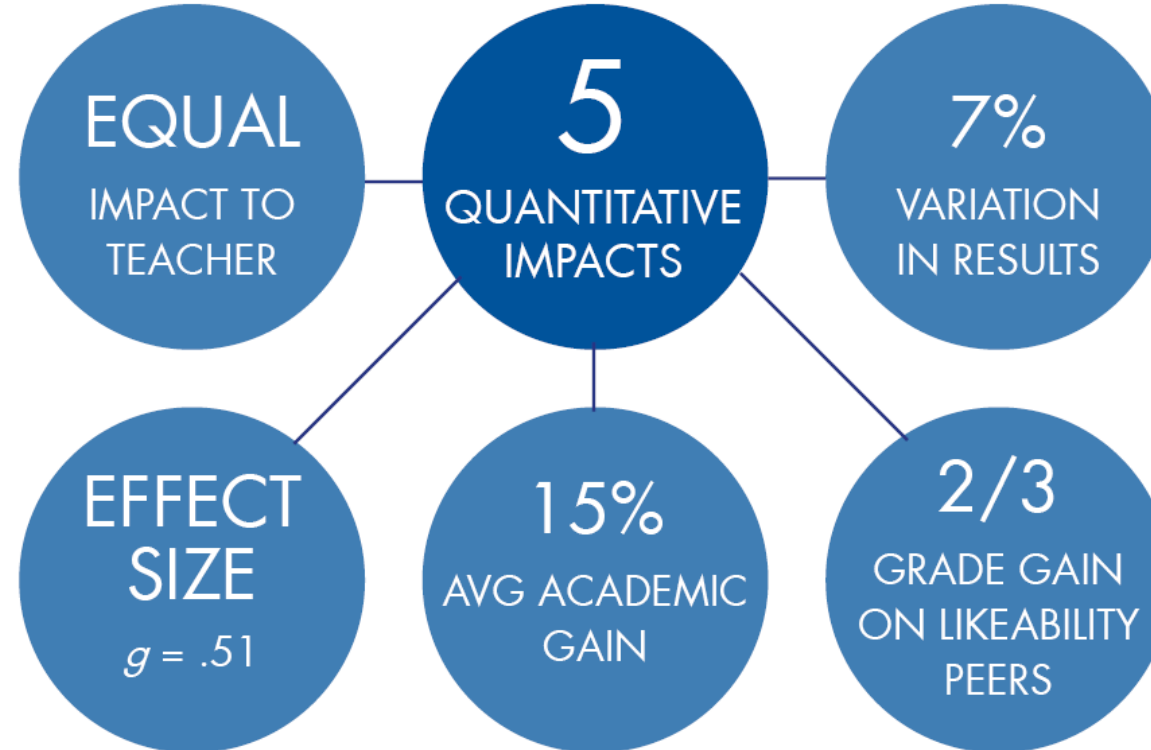 EQUAL
IMPACT TO
TEACHER
5
QUANTITATIVE
IMPACTS
7%
VARIATION
IN RESULTS
EFFECT
SIZE
g = .51
15%
AVG ACADEMIC
GAIN
2/3
GRADE GAIN
ON LIKEABILITY
PEERS